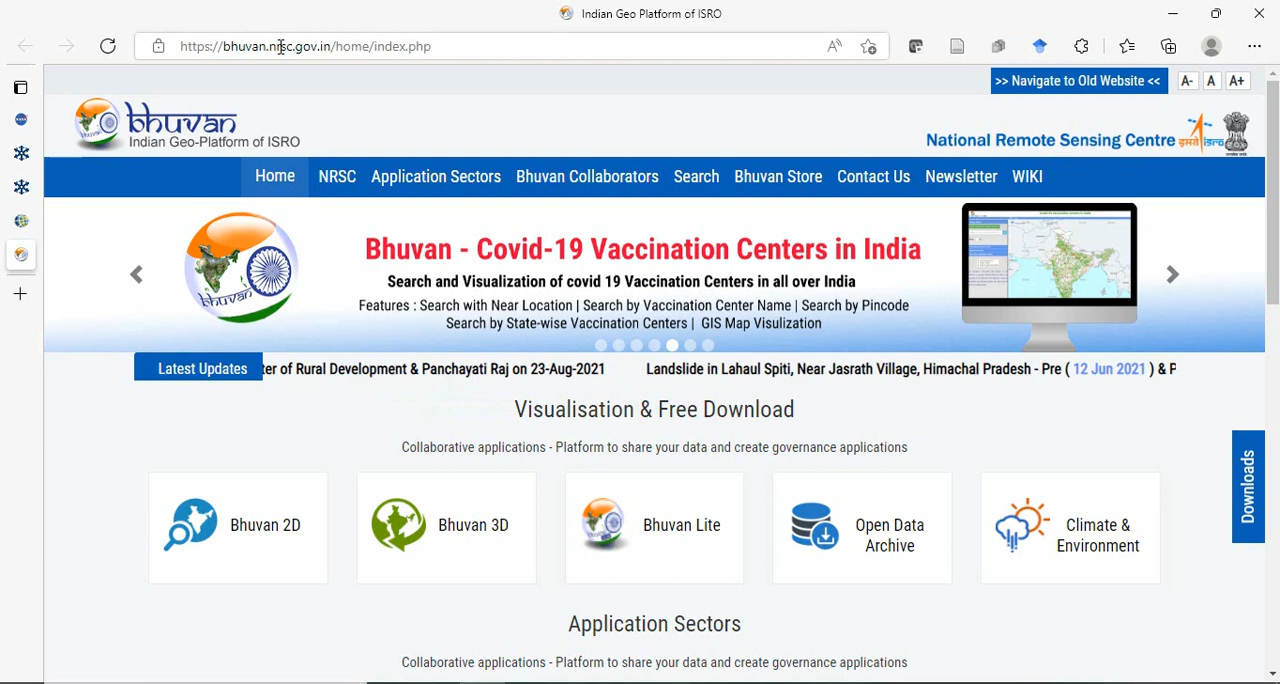 Indian Geo Platform of ISRO
https://bhuvan.nrsc.gov.in/home/index.php
>> Navigate to Old Website <<
A-
A
A+
bhuvan
Indian Geo-Platform of ISRO
National Remote Sensing Centre
इसरो isro
Home
NRSC
Application Sectors
Bhuvan Collaborators
Search
Bhuvan Store
Contact Us
Newsletter
WIKI
bhuvan
Bhuvan - Covid-19 Vaccination Centers in India
Search and Visualization of covid 19 Vaccination Centers in all over India
Features : Search with Near Location | Search by Vaccination Center Name | Search by Pincode
Search by State-wise Vaccination Centers | GIS Map Visulization
Latest Updates
ter of Rural Development & Panchayati Raj on 23-Aug-2021
Landslide in Lahaul Spiti, Near Jasrath Village, Himachal Pradesh - Pre ( 12 Jun 2021 ) & P
Visualisation & Free Download
Collaborative applications - Platform to share your data and create governance applications
Bhuvan 2D
Bhuvan 3D
Bhuvan Lite
Open Data
Archive
Climate &
Environment
Downloads
Application Sectors
Collaborative applications - Platform to share your data and create governance applications